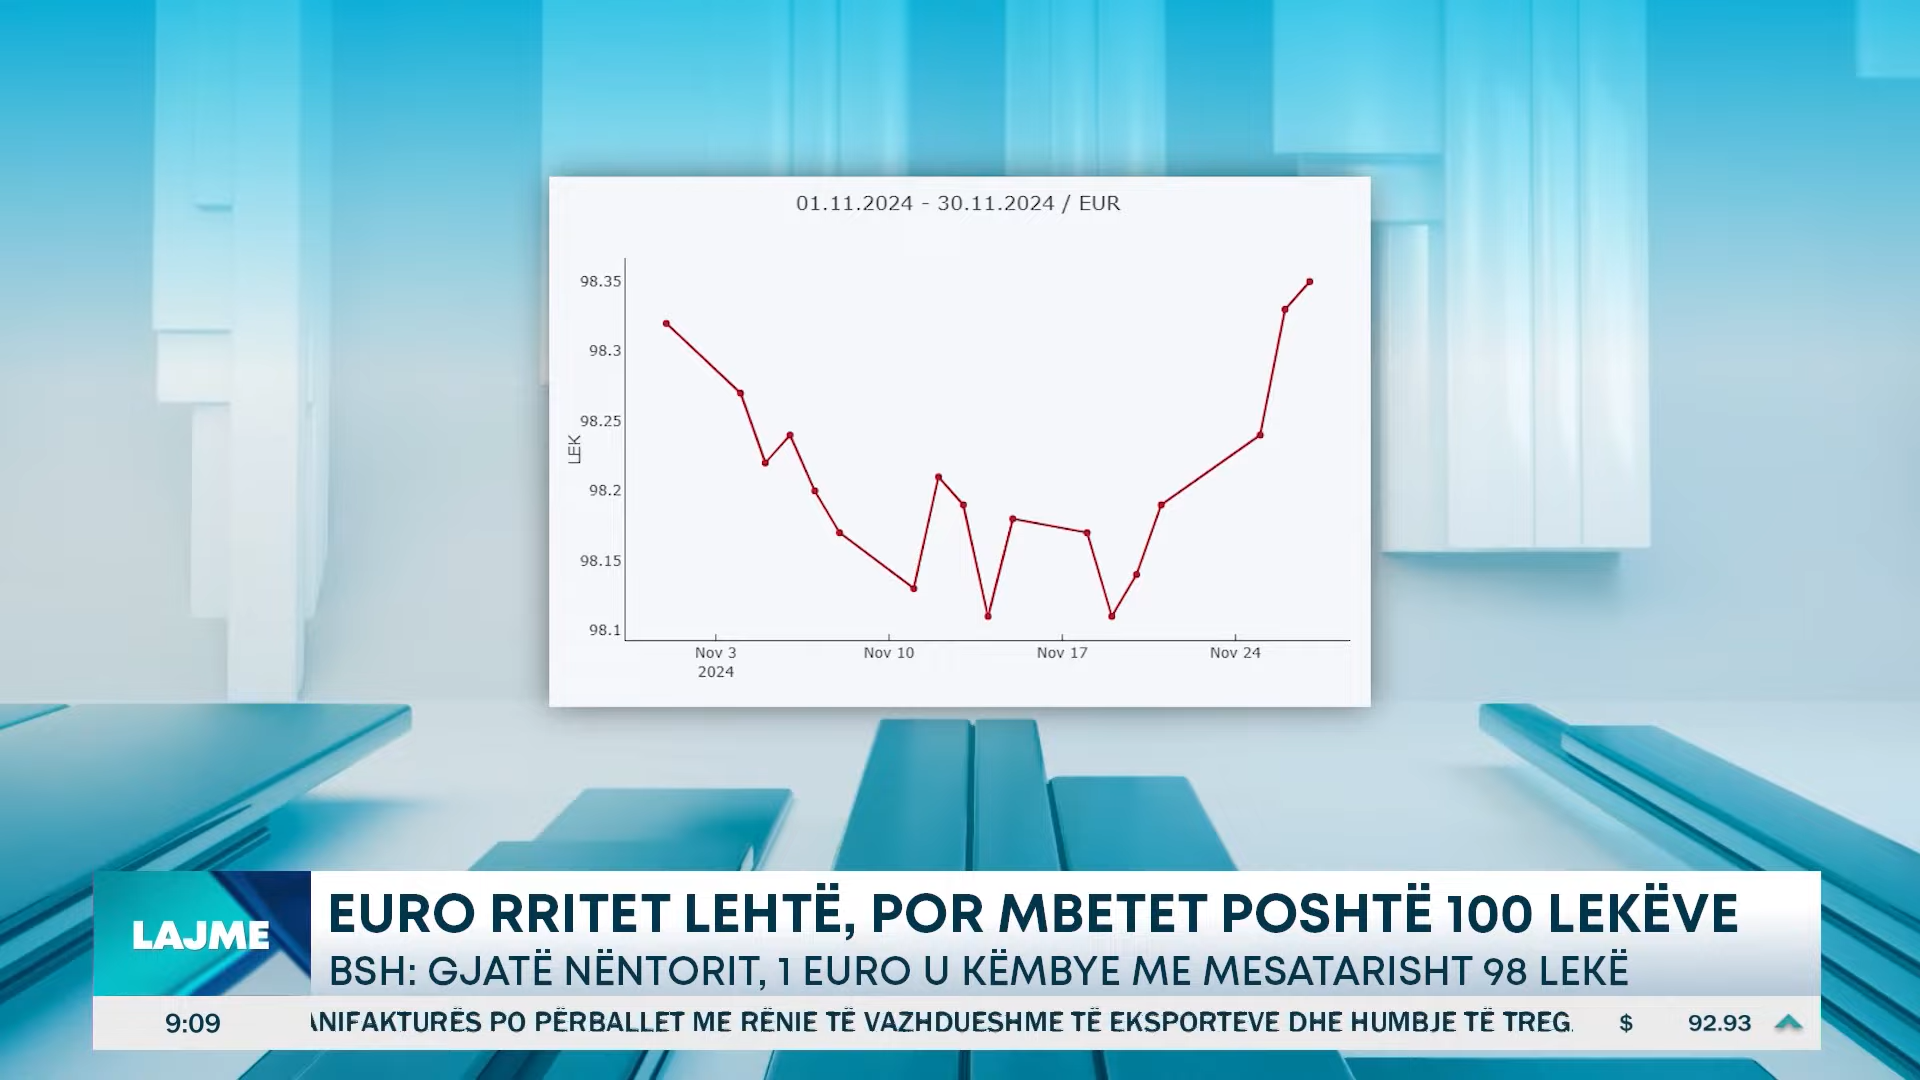 01.11.2024 - 30.11.2024 / EUR
98.35
98.3
98.25
98.2
98.15
98.1
LEK
Nov 3
2024
Nov 10
Nov 17
Nov 24
LAJME
EURO RRITET LEHTË, POR MBETET POSHTË 100 LEKËVE
BSH: GJATË NËNTORIT, 1 EURO U KËMBYE ME MESATARISHT 98 LEKË
9:09 ANIFAKTURËS PO PËRBALLET ME RËNIE TË VAZHDUESHME TË EKSPORTEVE DHE HUMBJE TË TREG. $ 92.93